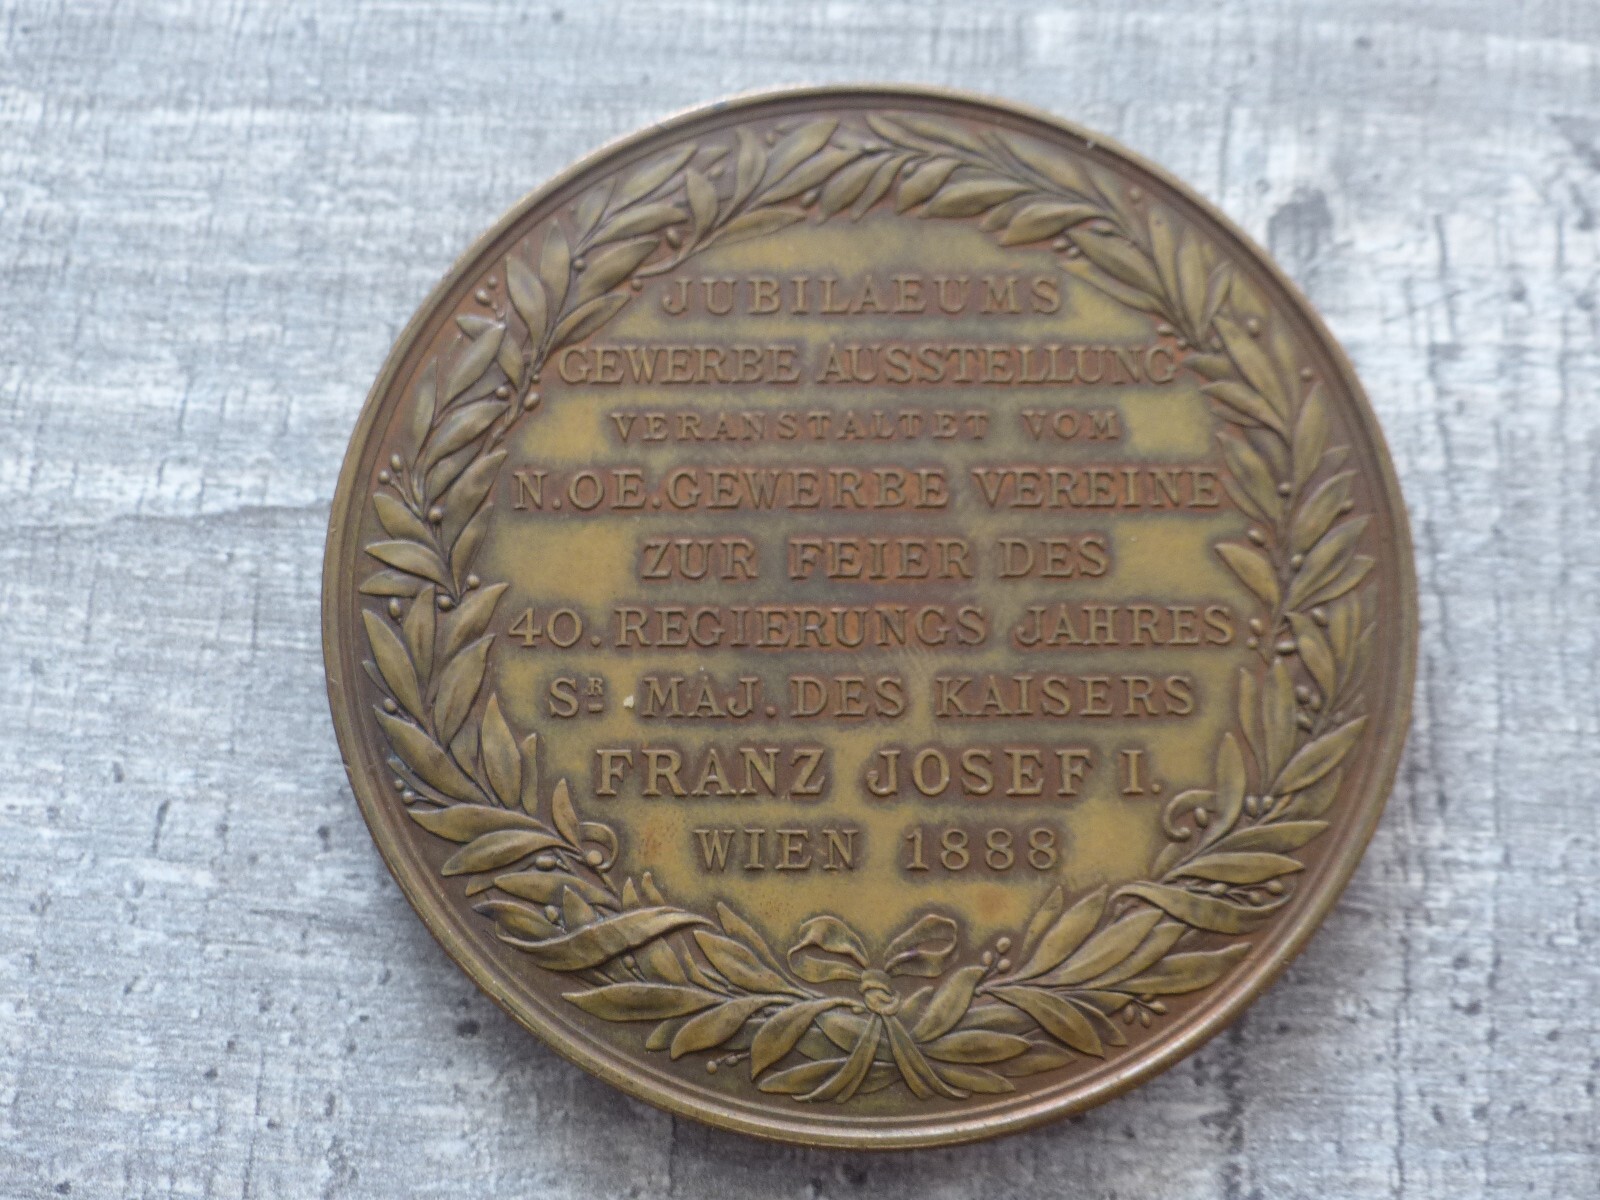 JUBILAEUMS
GEWERBE AUSSTELLUNG
VERANSTALTET VOM
N.OE.GEWERBE VEREINE
ZUR FEIER DES
40. REGIERUNGS JAHRES
SR MAJ. DES KAISERS
FRANZ JOSEF I.
WIEN 1888